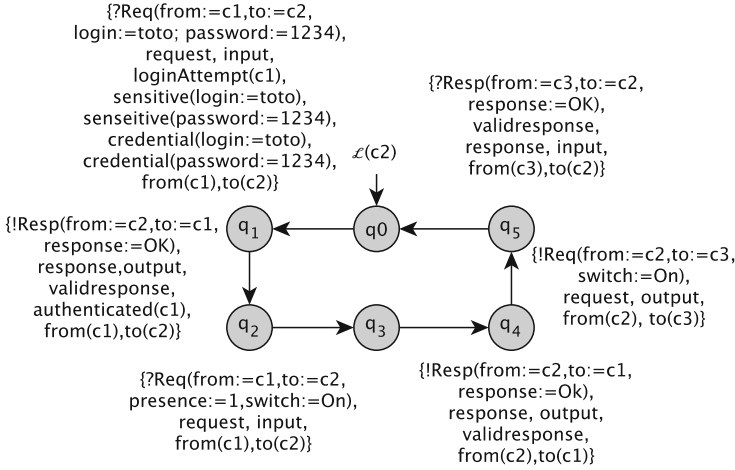 {?Req(from:=c1,to:=c2,
login:=toto; password:=1234),
request, input,
loginAttempt(c1),
sensitive(login:=toto),
senseitive(password:=1234),
credential(login:=toto),
credential(password:=1234),
from(c1),to(c2)}
ℒ(c2)
{?Resp(from:=c3,to:=c2,
response:=OK),
validresponse,
response, input,
from(c3),to(c2)}
q1
q0
q5
{!Resp(from:=c2,to:=c1,
response:=OK),
response,output,
validresponse,
authenticated(c1),
from(c1),to(c2)}
{!Req(from:=c2,to:=c3,
switch:=On),
request, output,
from(c2), to(c3)}
q2
q3
q4
{?Req(from:=c1,to:=c2,
presence:=1,switch:=On),
request, input,
from(c1),to(c2)}
{!Resp(from:=c2,to:=c1,
response:=Ok),
response, output,
validresponse,
from(c2),to(c1)}